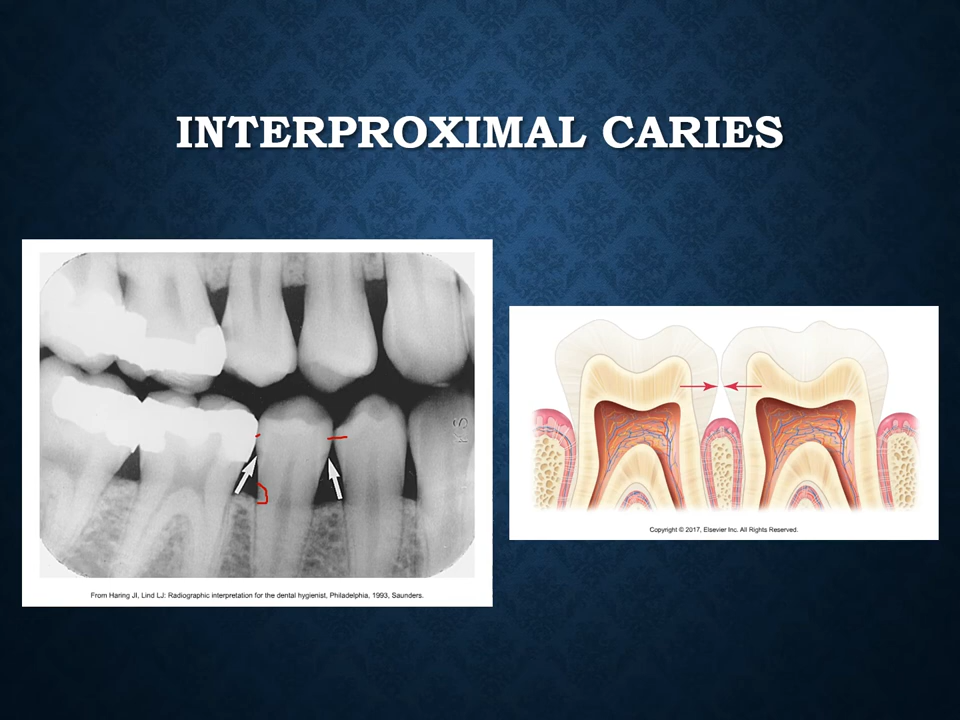 INTERPROXIMAL CARIES
From Haring JI, Lind LJ: Radiographic interpretation for the dental hygienist, Philadelphia, 1993, Saunders.
Copyright © 2017, Elsevier Inc. All Rights Reserved.